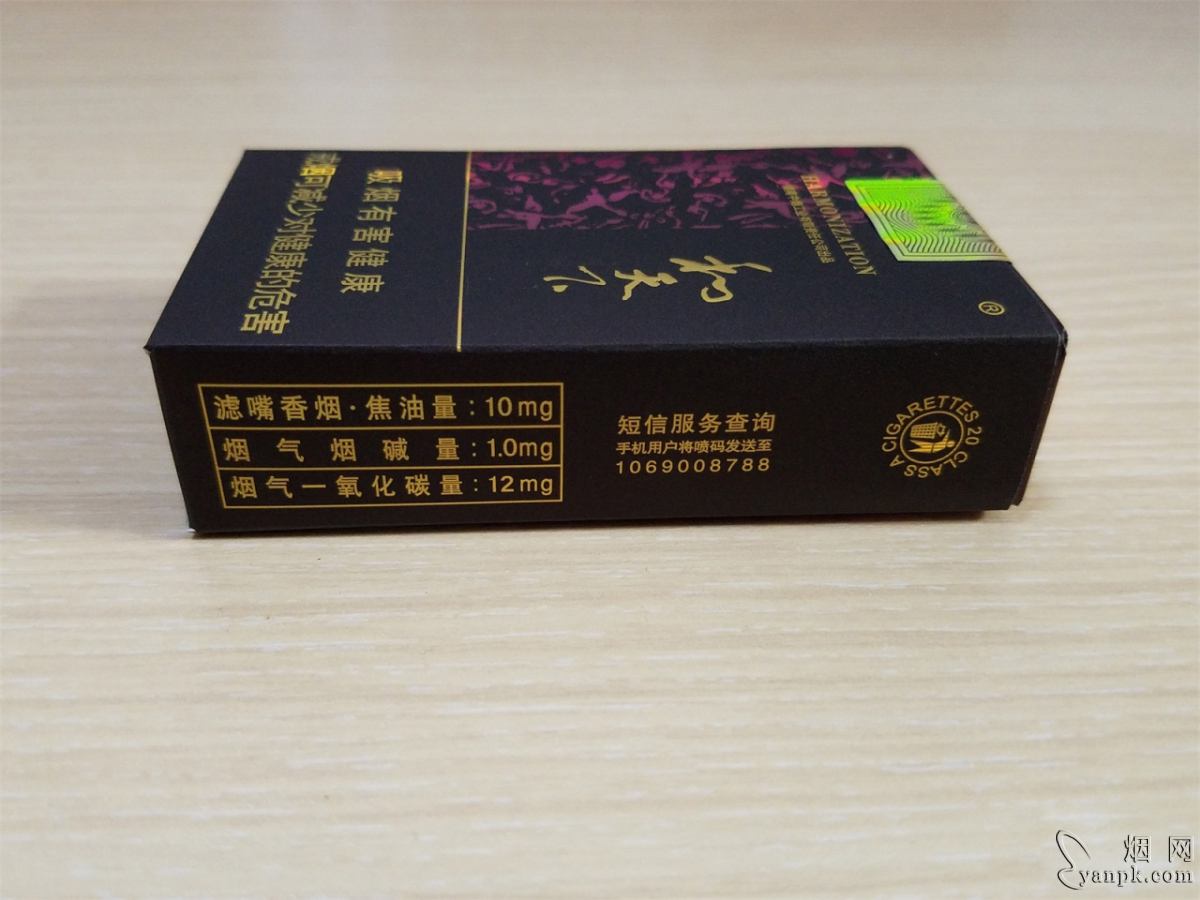 吸烟有害健康
戒烟可减少对健康的危害
和天下
HARMONIZATION
®
滤嘴香烟·焦油量：10mg
烟气烟碱量：1.0mg
烟气一氧化碳量：12mg
短信服务查询
手机用户将喷码发送至
1069008788
CLASS A CIGARETTES 20
烟网
yanpk.com